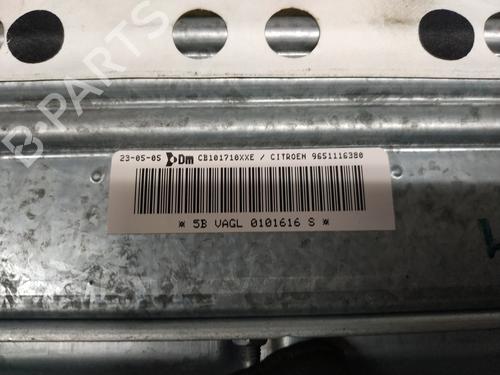 B-PARTS
23-05-05 Dm CB101710XXE / CITROEN 9651116380
* 5B VAGL 0101616 S *